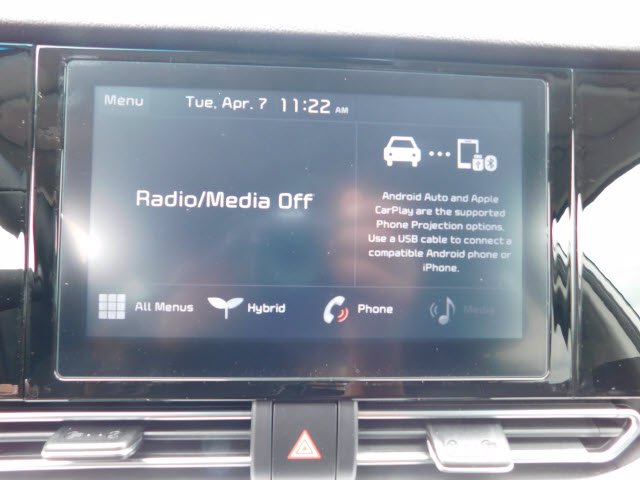 Menu Tue, Apr. 7 11:22 AM
Radio/Media Off
Android Auto and Apple
CarPlay are the supported
Phone Projection options.
Use a USB cable to connect a
compatible Android phone or
iPhone.
All Menus Hybrid Phone Media